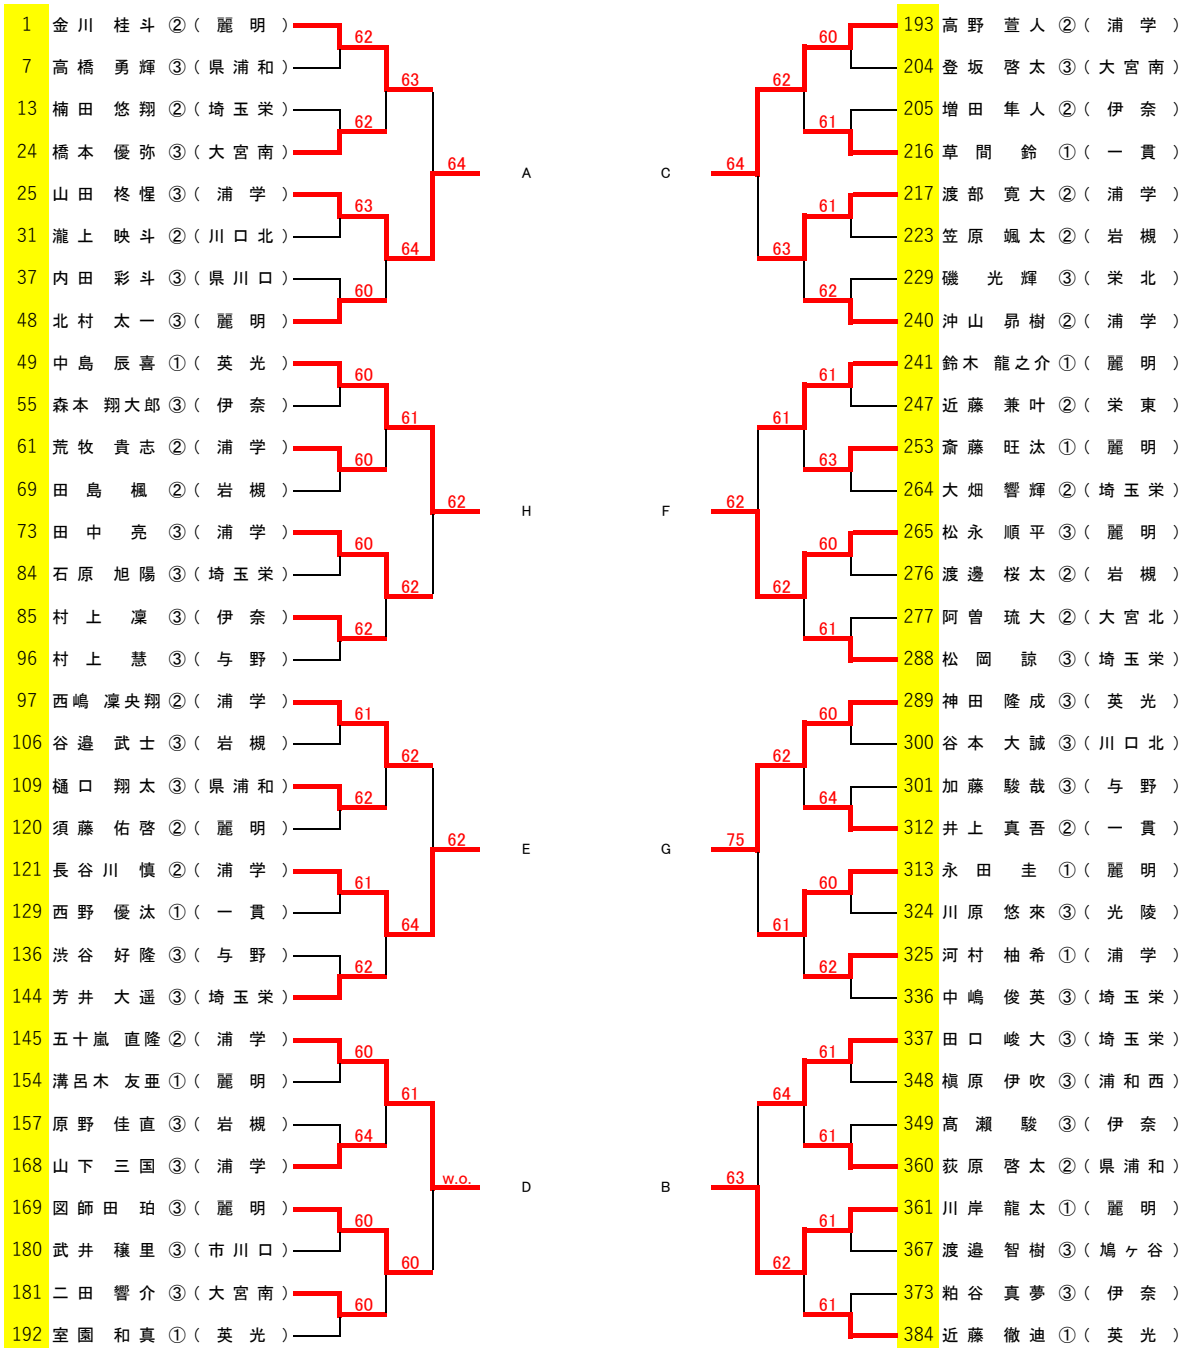 1 金川 桂斗 ② ( 麗明 )
62
7 高橋 勇輝 ③ ( 県浦和 )
63
13 楠田 悠翔 ② ( 埼玉栄 )
62
24 橋本 優弥 ③ ( 大宮南 )
64 A
25 山田 柊惺 ③ ( 浦学 )
63
31 瀧上 映斗 ② ( 川口北 )
64
37 内田 彩斗 ③ ( 県川口 )
60
48 北村 太一 ③ ( 麗明 )
49 中島 辰喜 ① ( 英光 )
60
55 森本 翔大郎 ③ ( 伊奈 )
61
61 荒牧 貴志 ② ( 浦学 )
60
69 田島 楓 ② ( 岩槻 )
62 H
73 田中 亮 ③ ( 浦学 )
60
84 石原 旭陽 ③ ( 埼玉栄 )
62
85 村上 凜 ③ ( 伊奈 )
62
96 村上 慧 ③ ( 与野 )
97 西嶋 凜央翔 ② ( 浦学 )
61
106 谷邉 武士 ③ ( 岩槻 )
62
109 樋口 翔太 ③ ( 県浦和 )
62
120 須藤 佑啓 ② ( 麗明 )
62 E
121 長谷川 慎 ② ( 浦学 )
61
129 西野 優汰 ① ( 一貫 )
64
136 渋谷 好隆 ③ ( 与野 )
62
144 芳井 大遥 ③ ( 埼玉栄 )
145 五十嵐 直隆 ② ( 浦学 )
60
154 溝呂木 友亜 ① ( 麗明 )
61
157 原野 佳直 ③ ( 岩槻 )
64
168 山下 三国 ③ ( 浦学 )
w.o. D
169 図師田 珀 ③ ( 麗明 )
60
180 武井 穣里 ③ ( 市川口 )
60
181 二田 響介 ③ ( 大宮南 )
60
192 室園 和真 ① ( 英光 )
193 高野 萱人 ② ( 浦学 )
60
204 登坂 啓太 ③ ( 大宮南 )
62
205 増田 隼人 ② ( 伊奈 )
61
216 草間 鈴 ① ( 一貫 )
C 64
217 渡部 寛大 ② ( 浦学 )
61
223 笠原 颯太 ② ( 岩槻 )
63
229 磯 光輝 ③ ( 栄北 )
62
240 沖山 昴樹 ② ( 浦学 )
241 鈴木 龍之介 ① ( 麗明 )
61
247 近藤 兼叶 ② ( 栄東 )
61
253 斎藤 旺汰 ① ( 麗明 )
63
264 大畑 響輝 ② ( 埼玉栄 )
F 62
265 松永 順平 ③ ( 麗明 )
60
276 渡邊 桜太 ② ( 岩槻 )
62
277 阿曽 琉大 ② ( 大宮北 )
61
288 松岡 諒 ③ ( 埼玉栄 )
289 神田 隆成 ③ ( 英光 )
60
300 谷本 大誠 ③ ( 川口北 )
62
301 加藤 駿哉 ③ ( 与野 )
64
312 井上 真吾 ② ( 一貫 )
G 75
313 永田 圭 ① ( 麗明 )
60
324 川原 悠來 ③ ( 光陵 )
61
325 河村 柚希 ① ( 浦学 )
62
336 中嶋 俊英 ③ ( 埼玉栄 )
337 田口 峻大 ③ ( 埼玉栄 )
61
348 槇原 伊吹 ③ ( 浦和西 )
64
349 髙瀬 駿 ③ ( 伊奈 )
61
360 荻原 啓太 ② ( 県浦和 )
B 63
361 川岸 龍太 ① ( 麗明 )
61
367 渡邉 智樹 ③ ( 鳩ヶ谷 )
62
373 粕谷 真夢 ③ ( 伊奈 )
61
384 近藤 徹迪 ① ( 英光 )